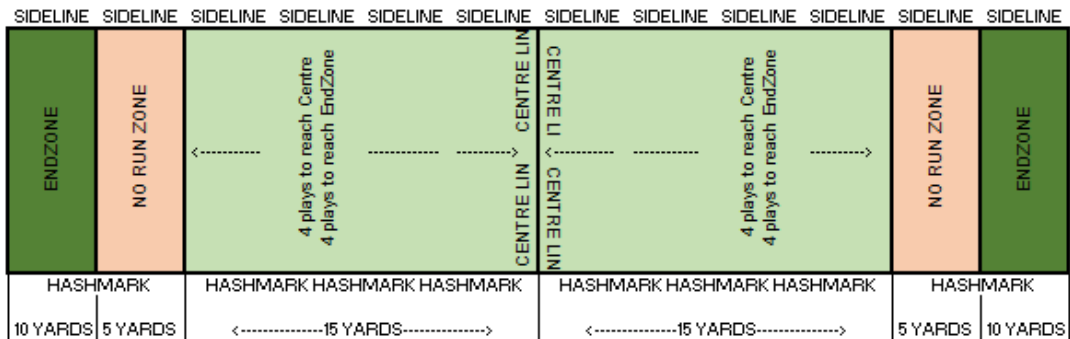 SIDELINE SIDELINE SIDELINE SIDELINE SIDELINE SIDELINE SIDELINE SIDELINE SIDELINE SIDELINE SIDELINE SIDELINE
ENDZONE
NO RUN ZONE
4 plays to reach Centre
4 plays to reach EndZone
<---------- ----------- -------->
CENTRE LIN
CENTRE LIN
CENTRE LI
CENTRE LIN
<---------- ----------- -------->
4 plays to reach Centre
4 plays to reach EndZone
NO RUN ZONE
ENDZONE
HASHMARK HASHMARK HASHMARK HASHMARK HASHMARK HASHMARK HASHMARK HASHMARK
10 YARDS 5 YARDS <---------------15 YARDS---------------> <---------------15 YARDS---------------> 5 YARDS 10 YARDS